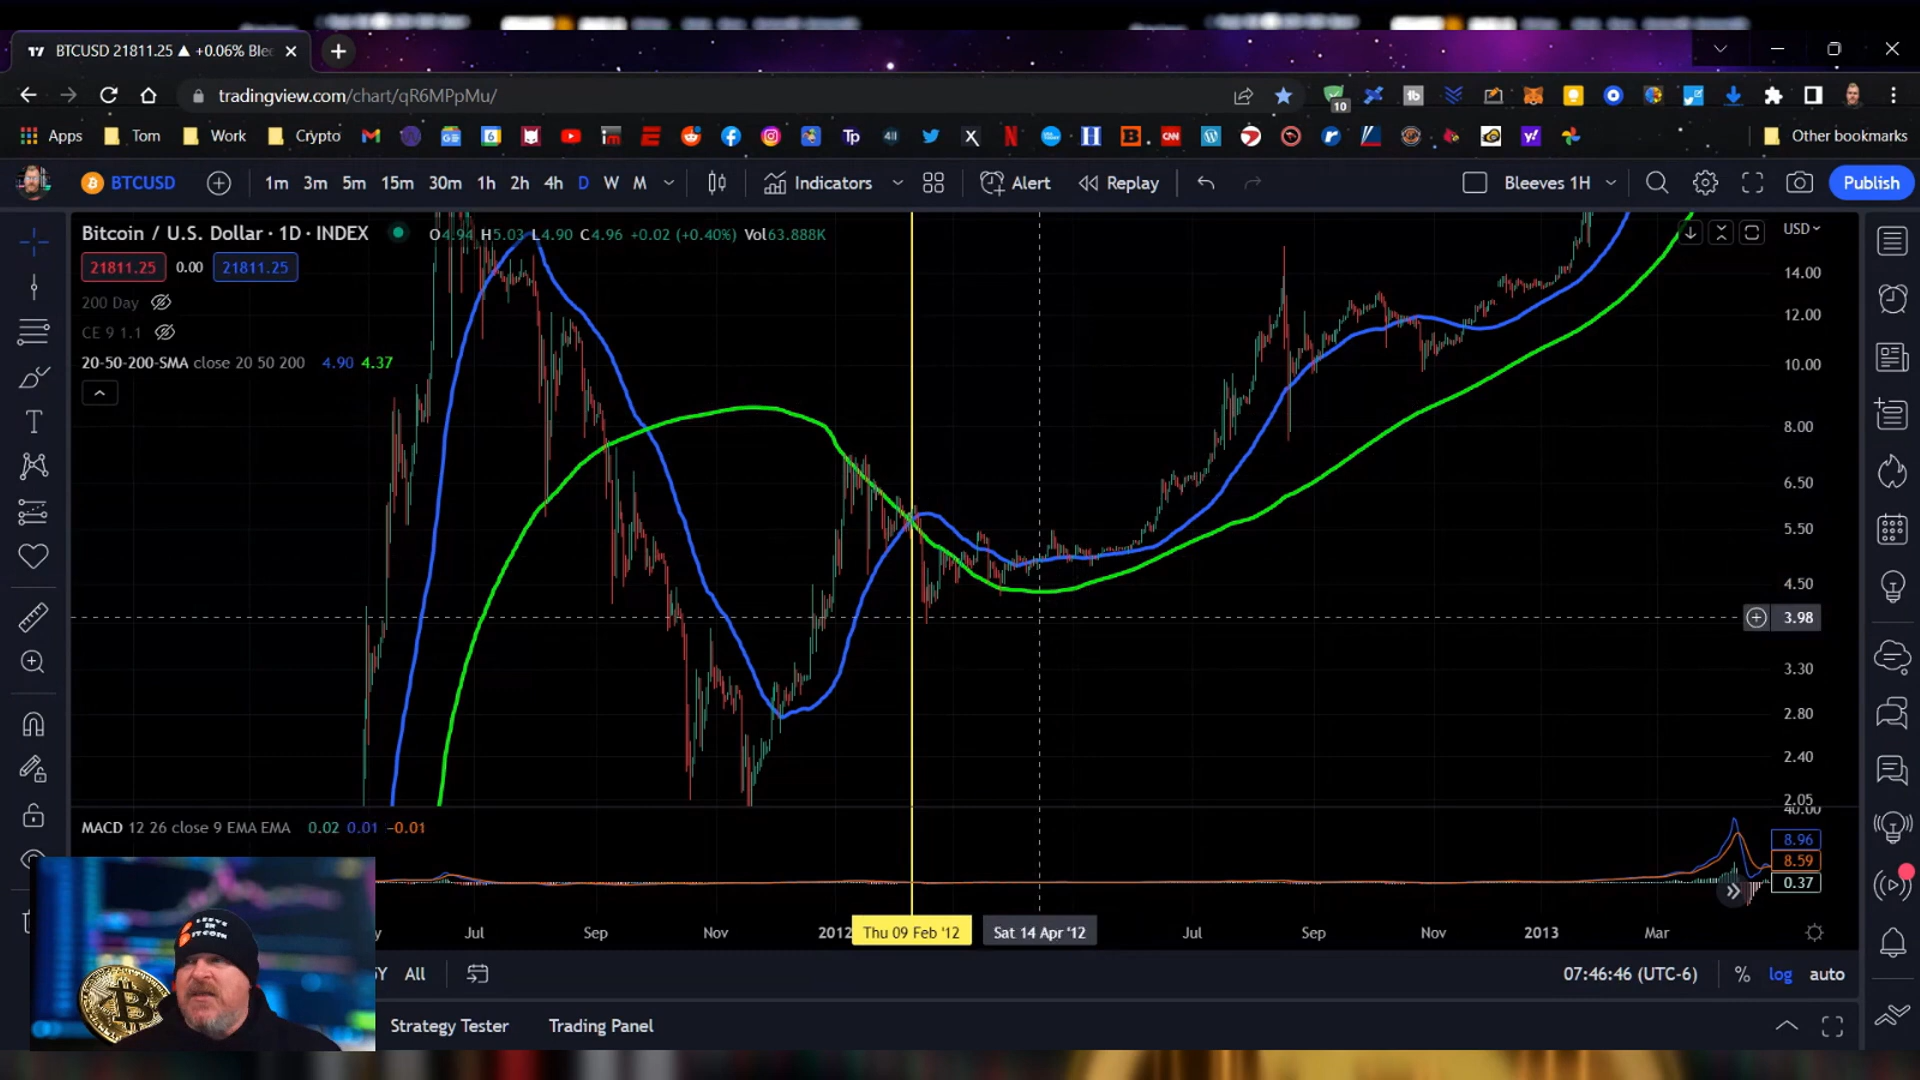 BTCUSD 21811.25 ▲ +0.06% Blee
tradingview.com/chart/qR6MPpMu/
10
Apps Tom Work Crypto Other bookmarks
BTCUSD 1m 3m 5m 15m 30m 1h 2h 4h D W M Indicators Alert Replay Bleeves 1H Publish
Bitcoin / U.S. Dollar · 1D · INDEX O4.94 H5.03 L4.90 C4.96 +0.02 (+0.40%) Vol63.888K
USD
21811.25 0.00 21811.25
200 Day
CE 9 1.1
20-50-200-SMA close 20 50 200 4.90 4.37
14.00
12.00
10.00
8.00
6.50
5.50
4.50
3.98
3.30
2.80
2.40
2.05
40.00
MACD 12 26 close 9 EMA EMA 0.02 0.01 −0.01
8.96
8.59
0.37
Jul Sep Nov 2012 Thu 09 Feb '12 Sat 14 Apr '12 Jul Sep Nov 2013 Mar
All 07:46:46 (UTC-6) % log auto
Strategy Tester Trading Panel